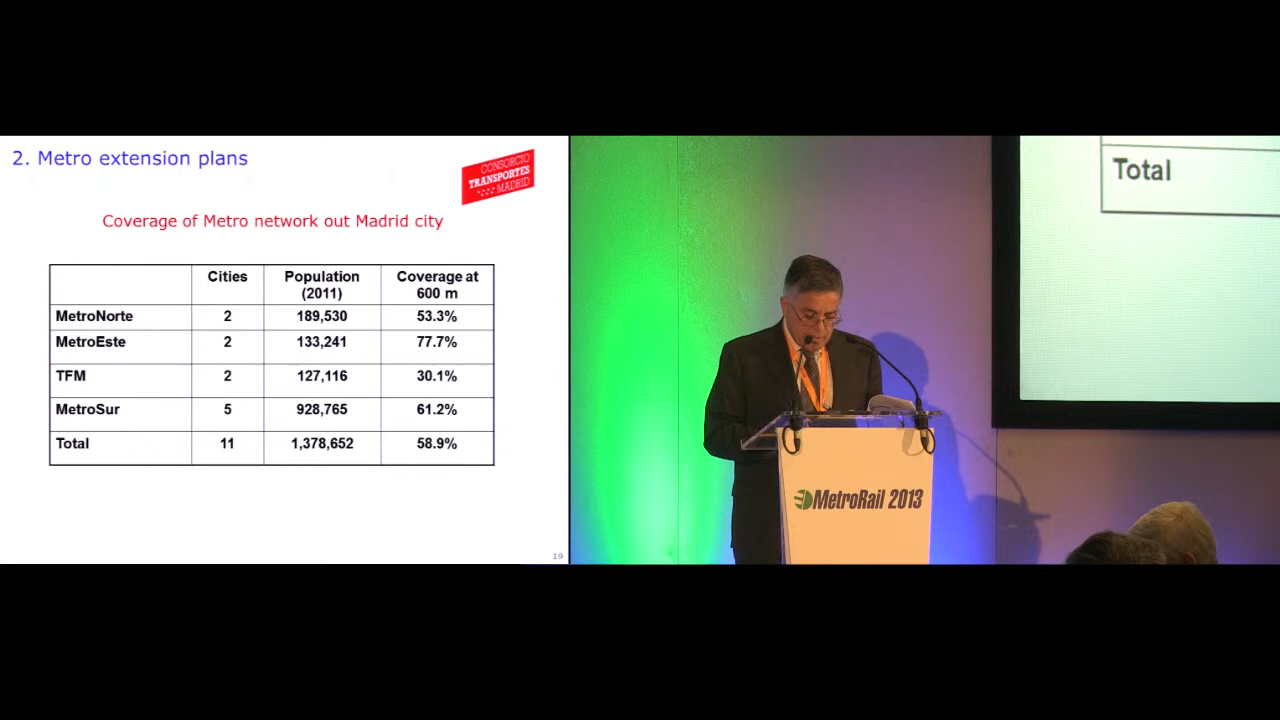 2. Metro extension plans
CONSORCIO
TRANSPORTES
MADRID
Coverage of Metro network out Madrid city
Cities Population (2011) Coverage at 600 m
MetroNorte 2 189,530 53.3%
MetroEste 2 133,241 77.7%
TFM 2 127,116 30.1%
MetroSur 5 928,765 61.2%
Total 11 1,378,652 58.9%
19
Total
MetroRail 2013